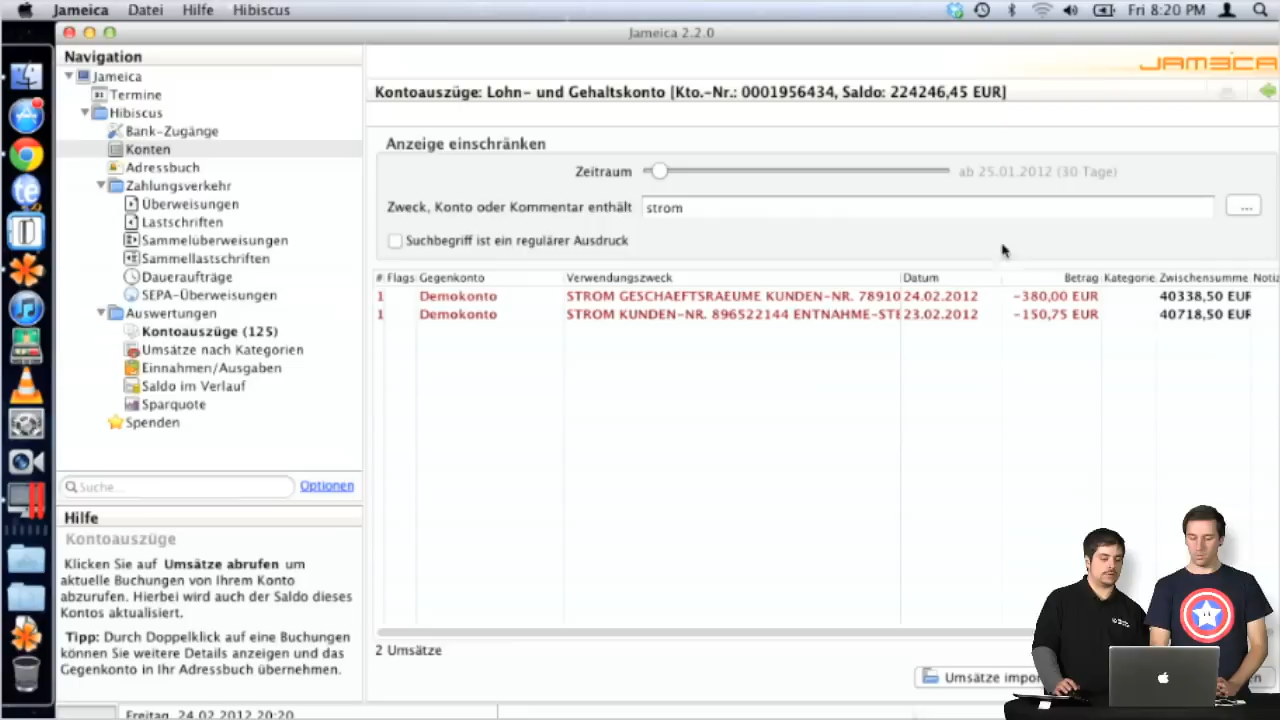 Jameica Datei Hilfe Hibiscus Fri 8:20 PM
Jameica 2.2.0
Navigation
Jameica
Termine
Hibiscus
Bank-Zugänge
Konten
Adressbuch
Zahlungsverkehr
Überweisungen
Lastschriften
Sammelüberweisungen
Sammellastschriften
Daueraufträge
SEPA-Überweisungen
Auswertungen
Kontoauszüge (125)
Umsätze nach Kategorien
Einnahmen/Ausgaben
Saldo im Verlauf
Sparquote
Spenden
Suche...
Optionen
Hilfe
Kontoauszüge
Klicken Sie auf Umsätze abrufen um
aktuelle Buchungen von Ihrem Konto
abzurufen. Hierbei wird auch der Saldo dieses
Kontos aktualisiert.
Tipp: Durch Doppelklick auf eine Buchungen
können Sie weitere Details anzeigen und das
Gegenkonto in Ihr Adressbuch übernehmen.
Freitag, 24.02.2012 20:20
JAMEICA
Kontoauszüge: Lohn- und Gehaltskonto [Kto.-Nr.: 0001956434, Saldo: 224246,45 EUR]
Anzeige einschränken
Zeitraum ab 25.01.2012 (30 Tage)
Zweck, Konto oder Kommentar enthält strom ...
Suchbegriff ist ein regulärer Ausdruck
# Flags Gegenkonto Verwendungszweck Datum Betrag Kategorie Zwischensumme Notiz
1 Demokonto STROM GESCHAEFTSRAEUME KUNDEN-NR. 78910 24.02.2012 -380,00 EUR 40338,50 EUR
1 Demokonto STROM KUNDEN-NR. 896522144 ENTNAHME-STE 23.02.2012 -150,75 EUR 40718,50 EUR
2 Umsätze
Umsätze impor